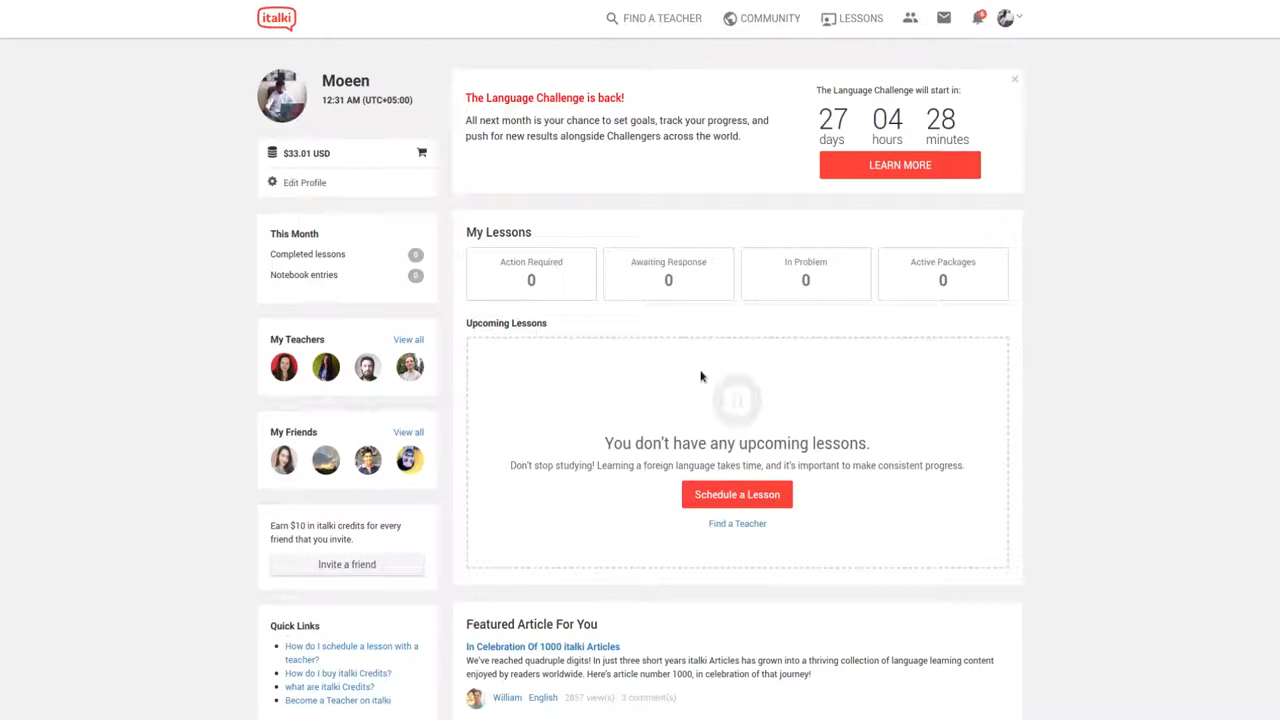 italki
FIND A TEACHER
COMMUNITY
LESSONS
6
Moeen
12:31 AM (UTC+05:00)
$33.01 USD
Edit Profile
The Language Challenge is back!
All next month is your chance to set goals, track your progress, and
push for new results alongside Challengers across the world.
The Language Challenge will start in:
27 04 28
days hours minutes
LEARN MORE
This Month
Completed lessons 0
Notebook entries 0
My Teachers View all
My Friends View all
Earn $10 in italki credits for every
friend that you invite.
Invite a friend
Quick Links
How do I schedule a lesson with a
teacher?
How do I buy italki Credits?
what are italki Credits?
Become a Teacher on italki
My Lessons
Action Required Awaiting Response In Problem Active Packages
0 0 0 0
Upcoming Lessons
You don't have any upcoming lessons.
Don't stop studying! Learning a foreign language takes time, and it's important to make consistent progress.
Schedule a Lesson
Find a Teacher
Featured Article For You
In Celebration Of 1000 italki Articles
We've reached quadruple digits! In just three short years italki Articles has grown into a thriving collection of language learning content
enjoyed by readers worldwide. Here's article number 1000, in celebration of that journey!
William English 2857 view(s) 3 comment(s)